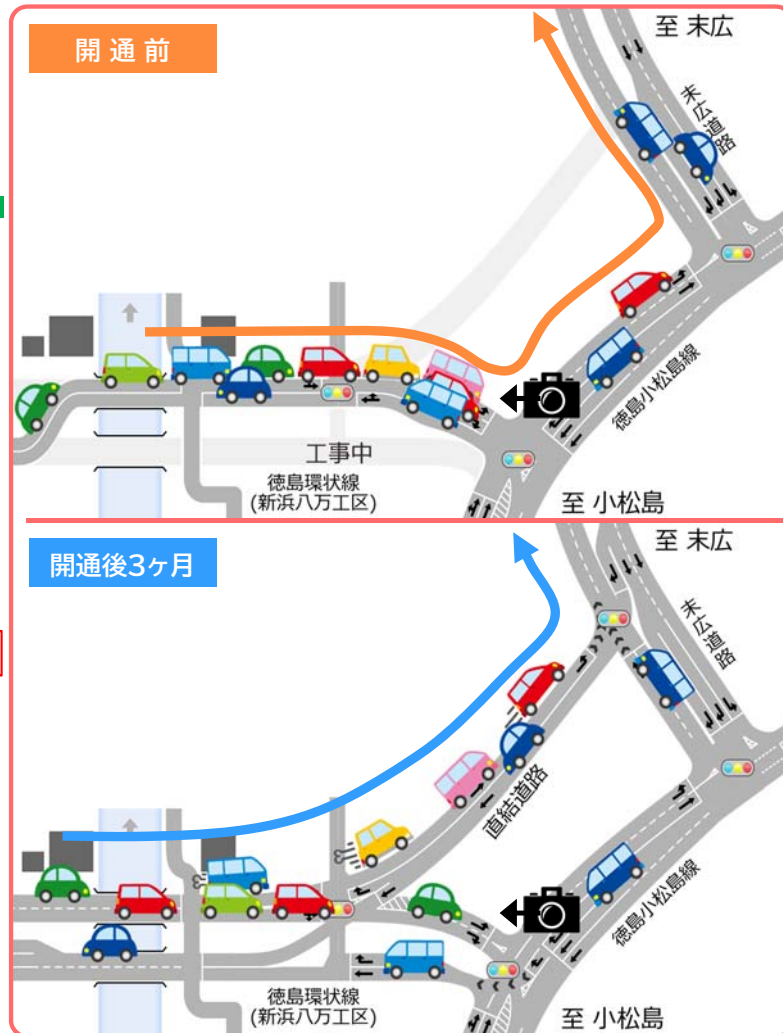 開通前
至 末広
末広道路
徳島小松島線
工事中
徳島環状線
(新浜八万工区)
至 小松島
開通後3ヶ月
至 末広
末広道路
直結道路
徳島小松島線
徳島環状線
(新浜八万工区)
至 小松島